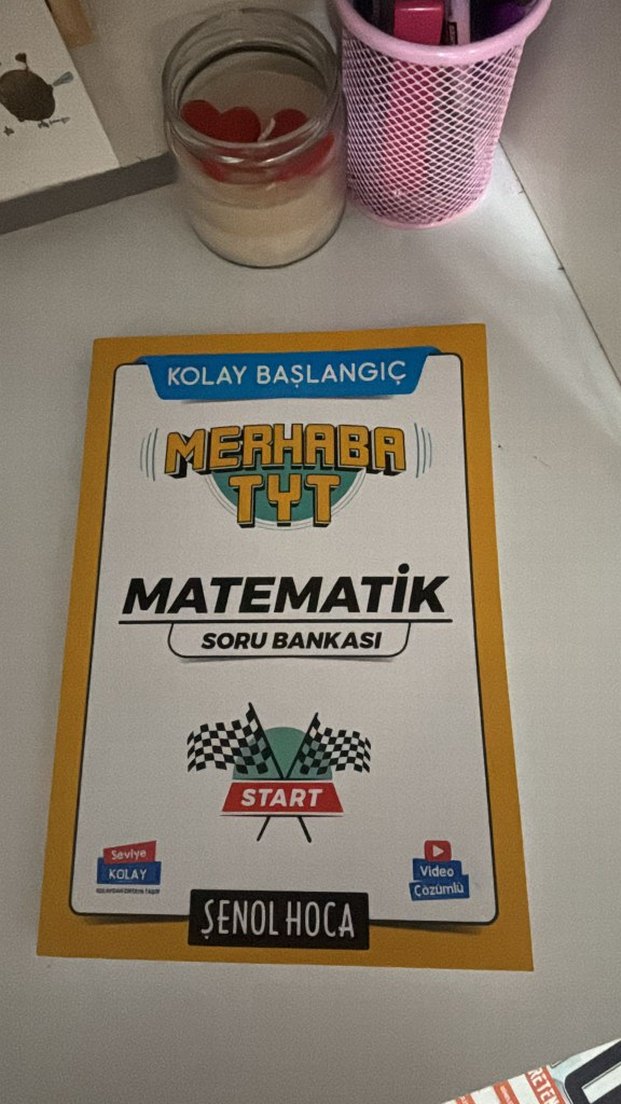 KOLAY BAŞLANGIÇ
MERHABA
TYT
MATEMATİK
SORU BANKASI
START
Seviye
KOLAY
Video
Çözümlü
ŞENOL HOCA